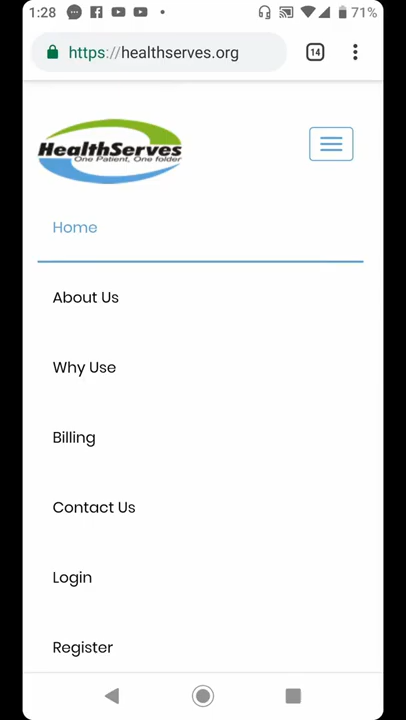 1:28
71%
https://healthserves.org
14
HealthServes
One Patient, One folder
Home
About Us
Why Use
Billing
Contact Us
Login
Register